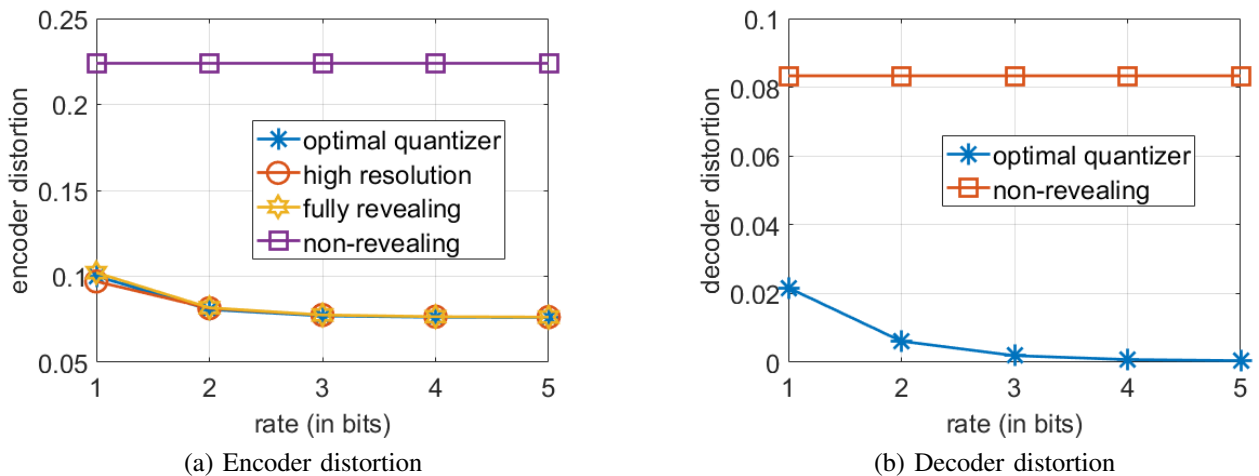 0.25
0.2
0.15
0.1
0.05
encoder distortion
optimal quantizer
high resolution
fully revealing
non-revealing
1 2 3 4 5
rate (in bits)
(a) Encoder distortion
0.1
0.08
0.06
0.04
0.02
0
decoder distortion
optimal quantizer
non-revealing
1 2 3 4 5
rate (in bits)
(b) Decoder distortion